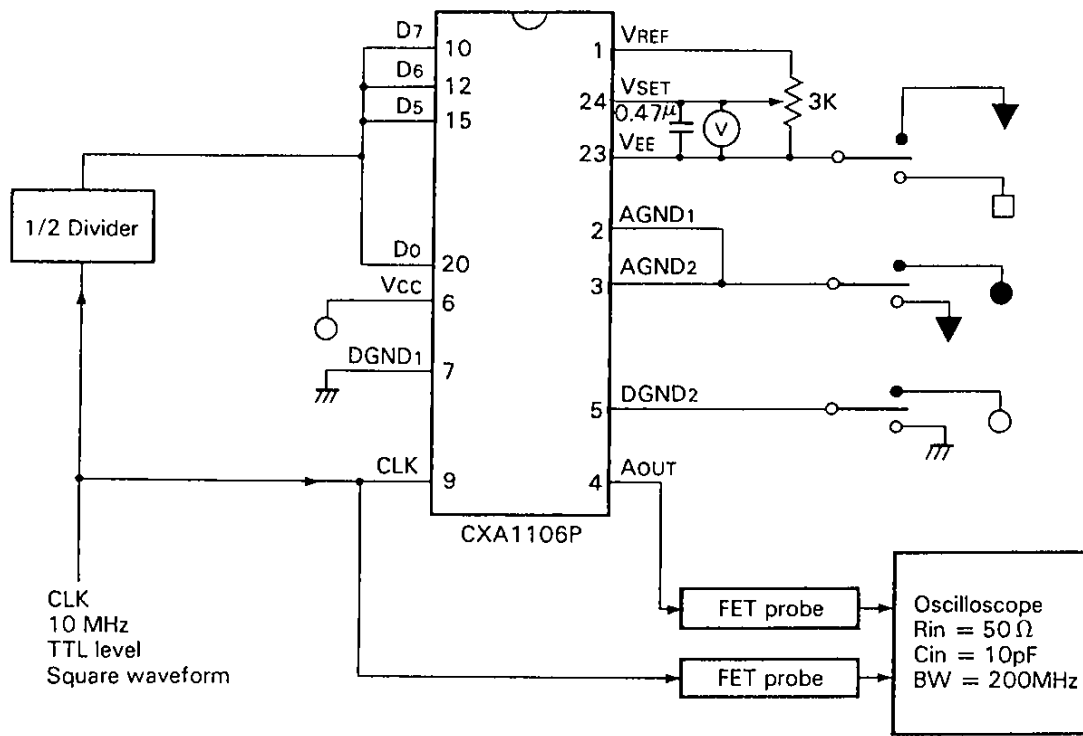 D7
10
D6
12
D5
15
1/2 Divider
D0
20
VCC
6
DGND1
7
CLK
9
1
VREF
24
VSET
0.47μ
V
3K
23
VEE
2
AGND1
3
AGND2
5
DGND2
4
AOUT
CXA1106P
CLK
10 MHz
TTL level
Square waveform
FET probe
FET probe
Oscilloscope
Rin = 50 Ω
Cin = 10pF
BW = 200MHz